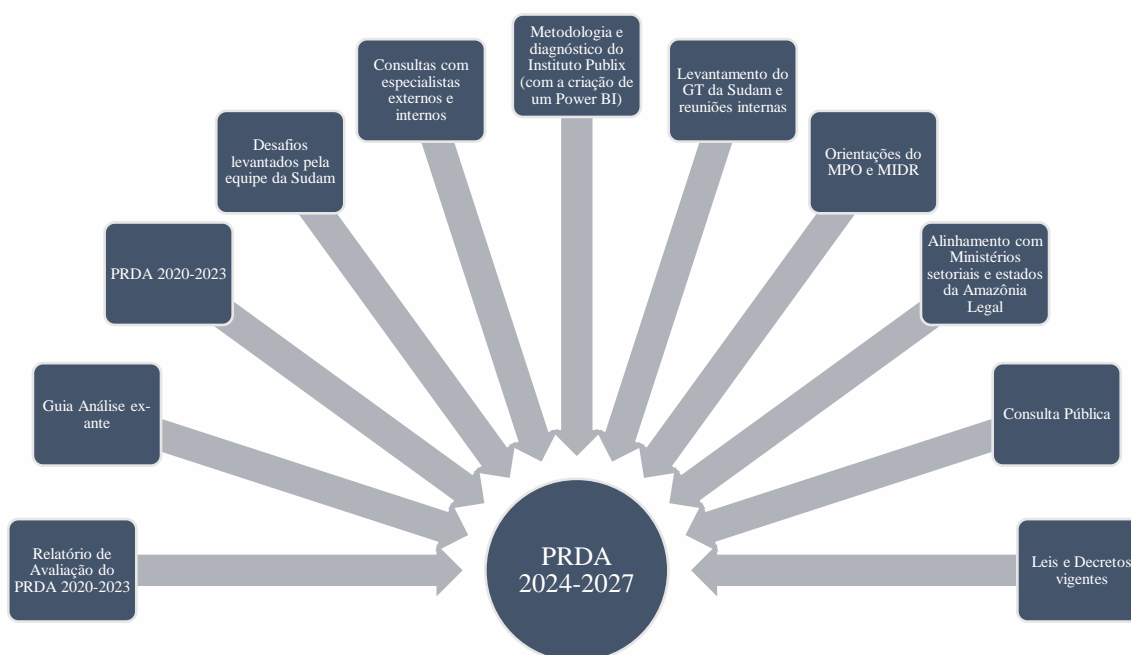 Relatório de
Avaliação do
PRDA 2020-2023
Guia Análise ex-
ante
PRDA 2020-2023
Desafios
levantados pela
equipe da Sudam
Consultas com
especialistas
externos e
internos
Metodologia e
diagnóstico do
Instituto Publix
(com a criação de
um Power BI)
Levantamento do
GT da Sudam e
reuniões internas
Orientações do
MPO e MIDR
Alinhamento com
Ministérios
setoriais e estados
da Amazônia
Legal
Consulta Pública
Leis e Decretos
vigentes
PRDA
2024-2027